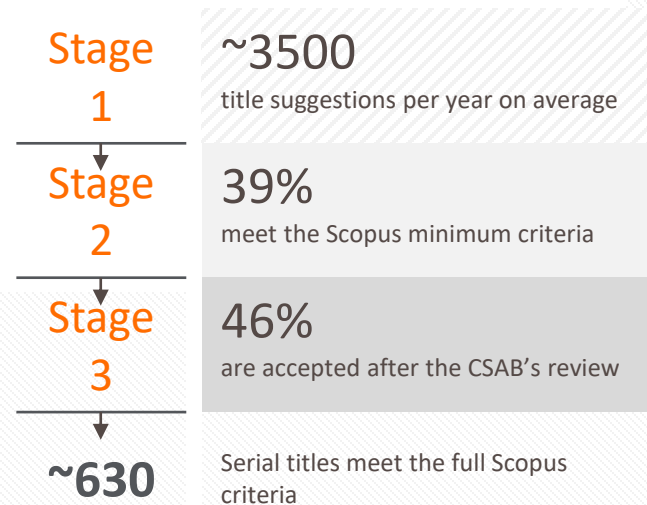 Stage
1
~3500
title suggestions per year on average
Stage
2
39%
meet the Scopus minimum criteria
Stage
3
46%
are accepted after the CSAB's review
~630
Serial titles meet the full Scopus
criteria